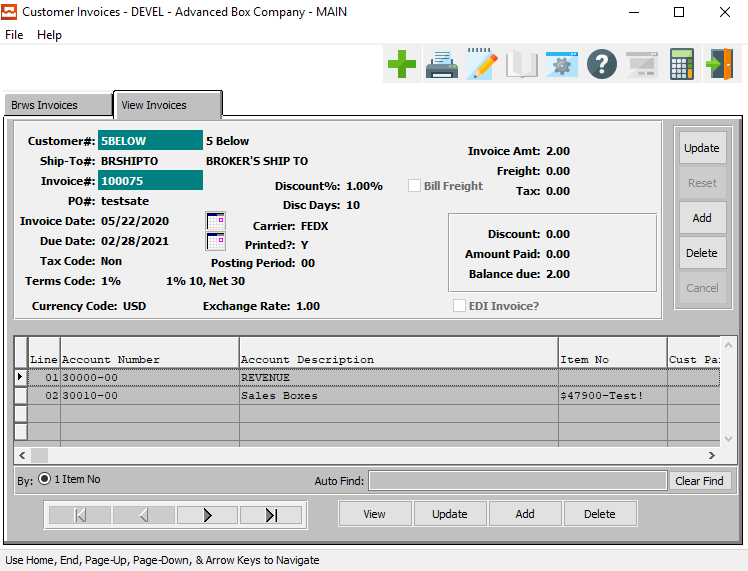 Customer Invoices - DEVEL - Advanced Box Company - MAIN
File Help
Brws Invoices View Invoices
Customer#: 5BELOW 5 Below
Ship-To#: BRSHIPTO BROKER'S SHIP TO
Invoice#: 100075
PO#: testsate
Invoice Date: 05/22/2020
Due Date: 02/28/2021
Tax Code: Non
Terms Code: 1% 1% 10, Net 30
Currency Code: USD Exchange Rate: 1.00
Discount%: 1.00%
Disc Days: 10
Carrier: FEDX
Printed?: Y
Posting Period: 00
Bill Freight
Invoice Amt: 2.00
Freight: 0.00
Tax: 0.00
Discount: 0.00
Amount Paid: 0.00
Balance due: 2.00
EDI Invoice?
Update
Reset
Add
Delete
Cancel
Line Account Number Account Description Item No Cust Pa
01 30000-00 REVENUE
02 30010-00 Sales Boxes $47900-Test!
By: 1 Item No Auto Find: Clear Find
View Update Add Delete
Use Home, End, Page-Up, Page-Down, & Arrow Keys to Navigate